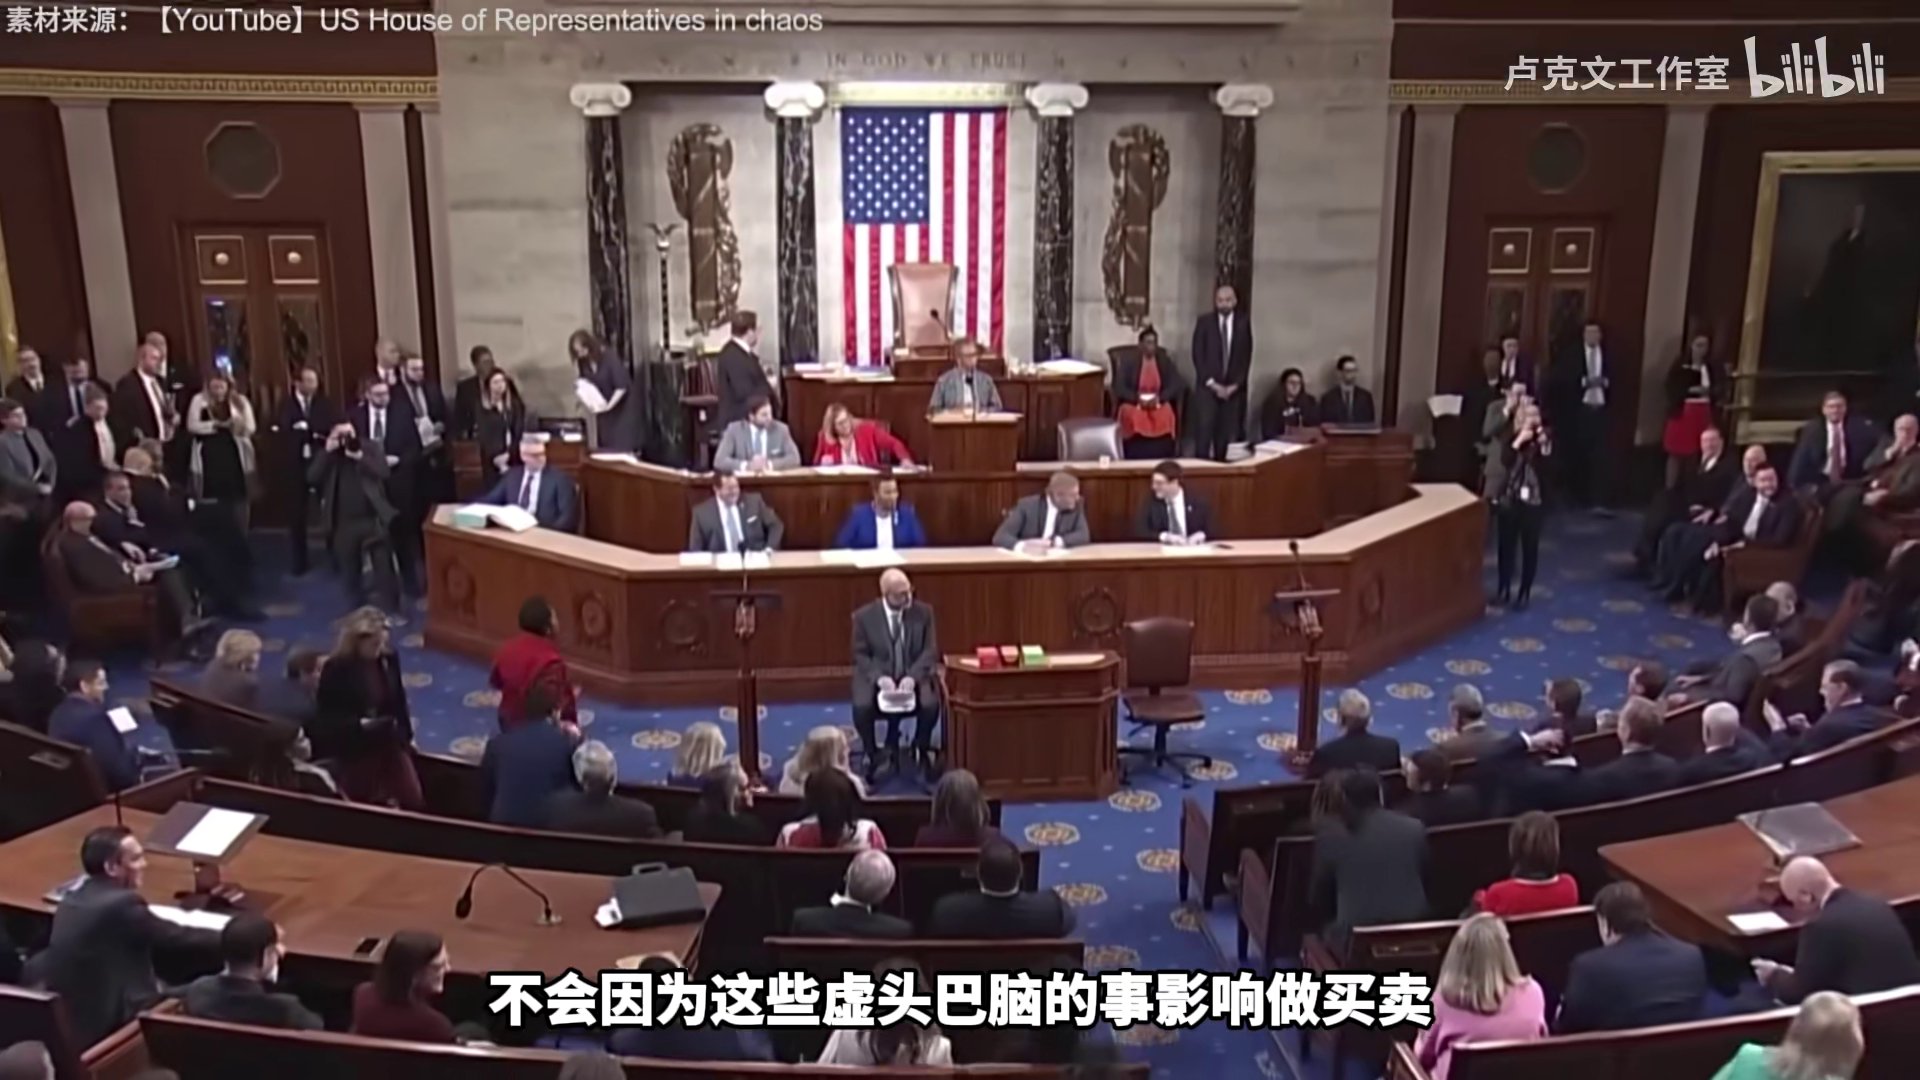 素材来源：【YouTube】US House of Representatives in chaos
卢克文工作室 bilibili
IN GOD WE TRUST
不会因为这些虚头巴脑的事影响做买卖